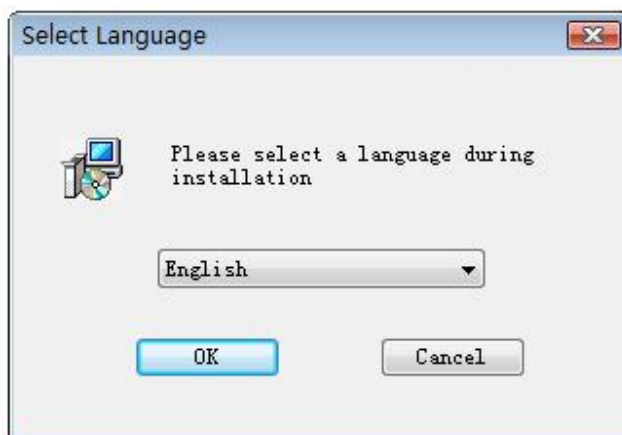 Select Language
Please select a language during
installation
English
OK
Cancel